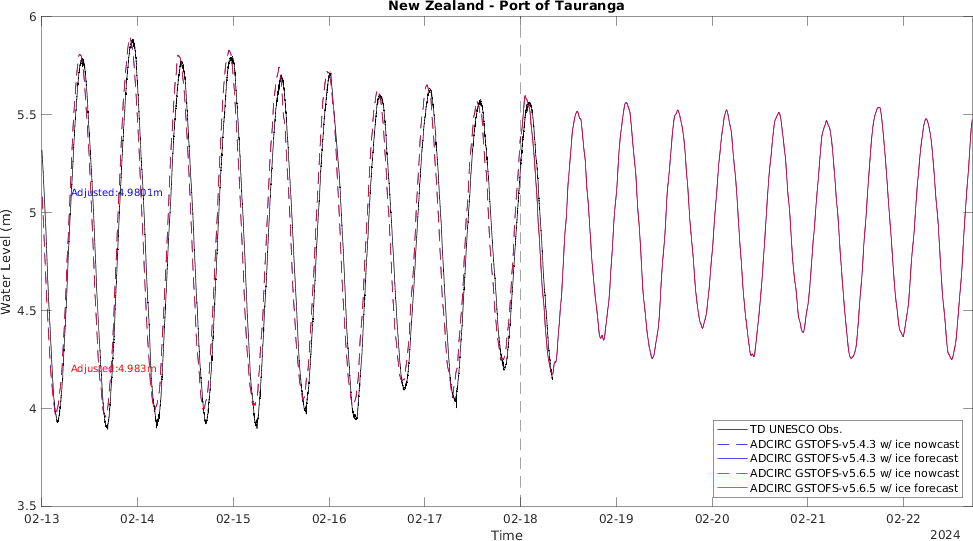 New Zealand - Port of Tauranga
6
5.5
5
4.5
4
3.5
Water Level (m)
Adjusted:4.9801m
Adjusted:4.983m
TD UNESCO Obs.
ADCIRC GSTOFS-v5.4.3 w/ ice nowcast
ADCIRC GSTOFS-v5.4.3 w/ ice forecast
ADCIRC GSTOFS-v5.6.5 w/ ice nowcast
ADCIRC GSTOFS-v5.6.5 w/ ice forecast
02-13 02-14 02-15 02-16 02-17 02-18 02-19 02-20 02-21 02-22
Time
2024